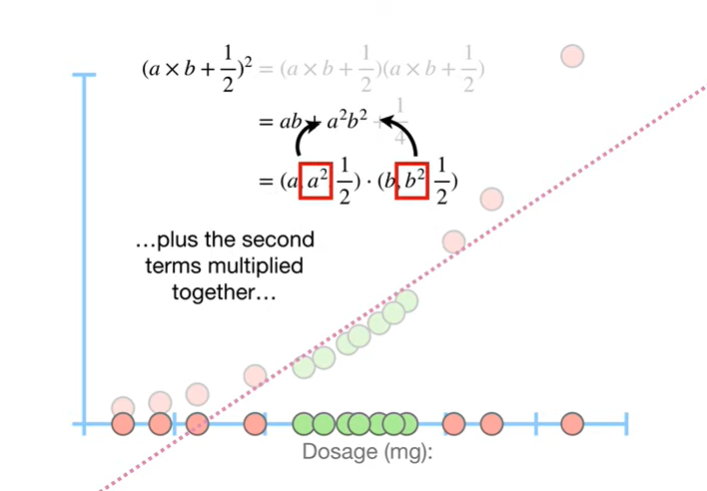 (a × b + 1/2)² = (a × b + 1/2)(a × b + 1/2)
= ab + a²b² + 1/4
= (a, a², 1/2) · (b, b², 1/2)
…plus the second
terms multiplied
together…
Dosage (mg):